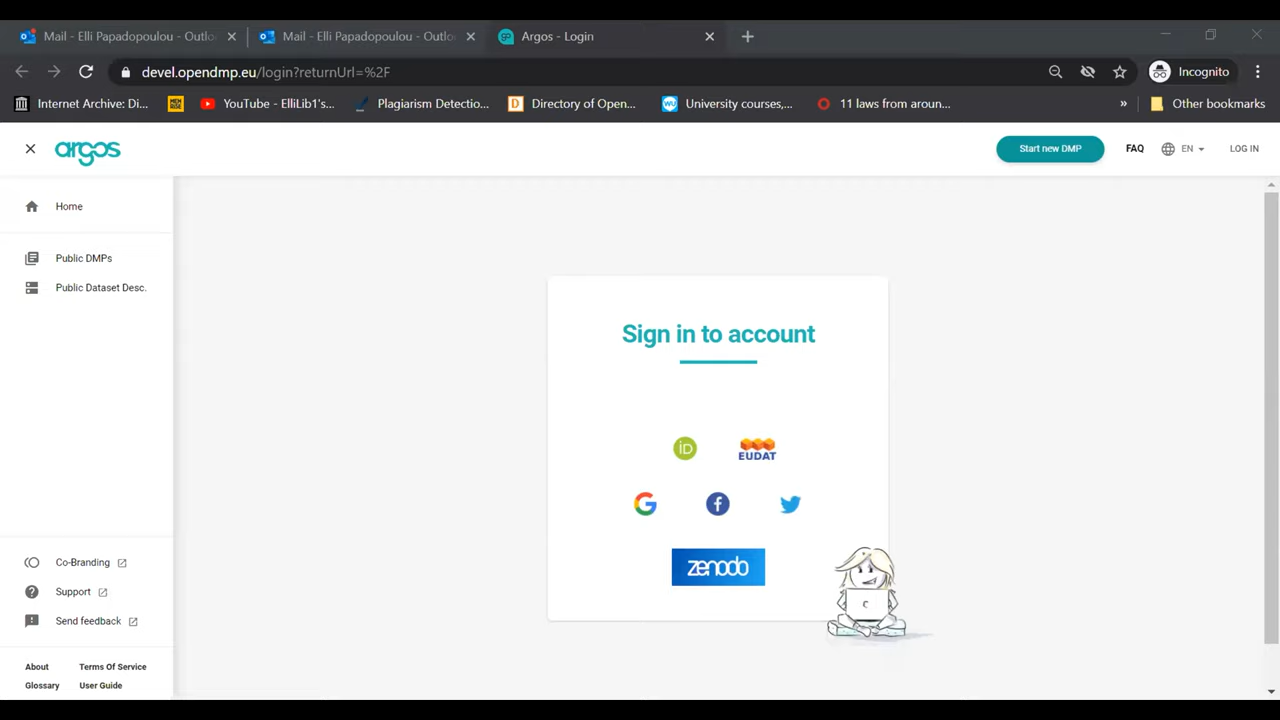 Mail - Elli Papadopoulou - Outlo
Mail - Elli Papadopoulou - Outlo
Argos - Login
devel.opendmp.eu/login?returnUrl=%2F
Incognito
Internet Archive: Di...
YouTube - ElliLib1's...
Plagiarism Detectio...
Directory of Open...
University courses,...
11 laws from aroun...
»
Other bookmarks
argos
Start new DMP
FAQ
EN
LOG IN
Home
Public DMPs
Public Dataset Desc.
Sign in to account
iD
EUDAT
G
f
zenodo
C
Co-Branding
Support
Send feedback
About
Terms Of Service
Glossary
User Guide